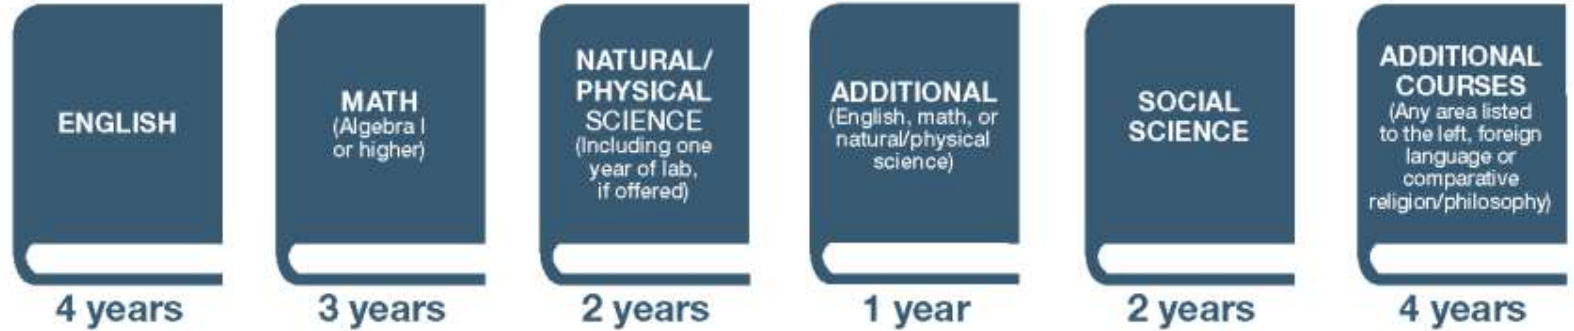 ENGLISH
4 years
MATH
(Algebra I
or higher)
3 years
NATURAL/
PHYSICAL
SCIENCE
(Including one
year of lab,
if offered)
2 years
ADDITIONAL
(English, math, or
natural/physical
science)
1 year
SOCIAL
SCIENCE
2 years
ADDITIONAL
COURSES
(Any area listed
to the left, foreign
language or
comparative
religion/philosophy)
4 years